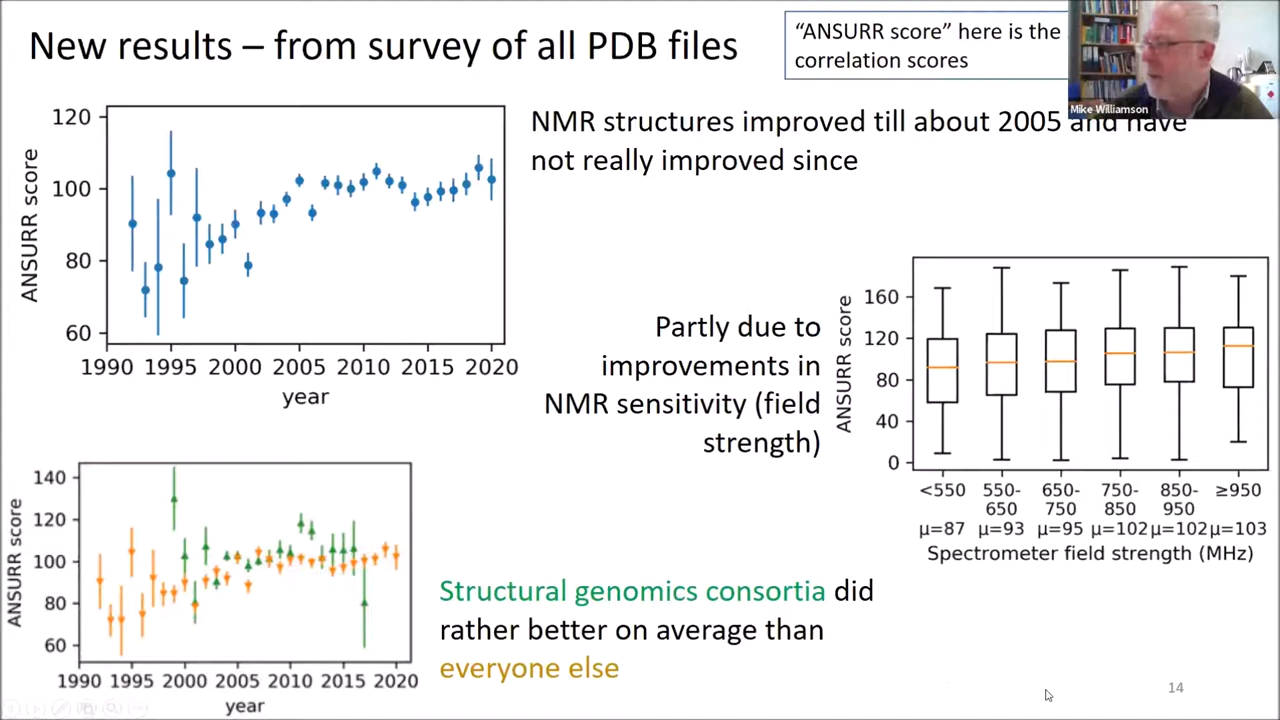 New results – from survey of all PDB files
“ANSURR score” here is the
correlation scores
Mike Williamson
NMR structures improved till about 2005 and have
not really improved since
120
100
80
60
ANSURR score
1990 1995 2000 2005 2010 2015 2020
year
Partly due to
improvements in
NMR sensitivity (field
strength)
160
120
80
40
0
ANSURR score
<550 550- 650- 750- 850- ≥950
650 750 850 950
μ=87 μ=93 μ=95 μ=102 μ=102 μ=103
Spectrometer field strength (MHz)
140
120
100
80
60
ANSURR score
1990 1995 2000 2005 2010 2015 2020
year
Structural genomics consortia did
rather better on average than
everyone else
14